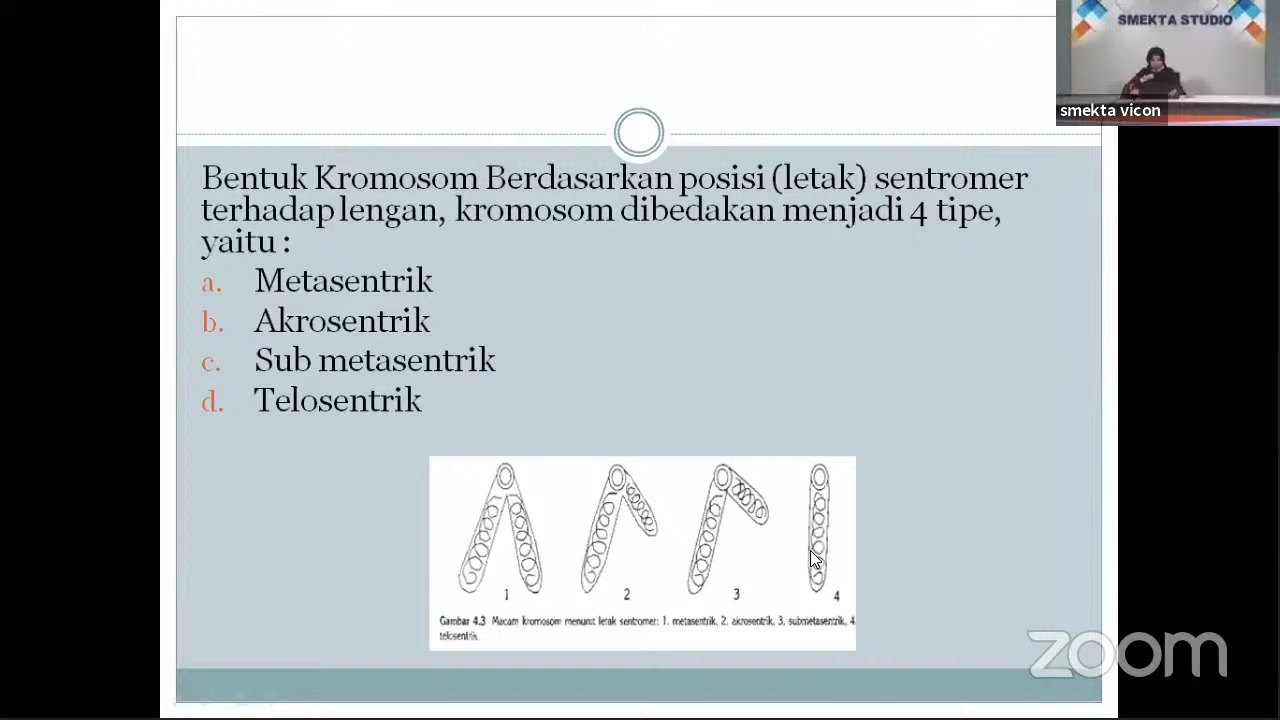 SMEKTA STUDIO
smekta vicon
Bentuk Kromosom Berdasarkan posisi (letak) sentromer
terhadap lengan, kromosom dibedakan menjadi 4 tipe,
yaitu :
a. Metasentrik
b. Akrosentrik
c. Sub metasentrik
d. Telosentrik
1 2 3 4
Gambar 4.3 Macam kromosom menurut letak sentromer: 1. metasentrik, 2. akrosentrik, 3, submetasentrik, 4.
telosentrik
zoom